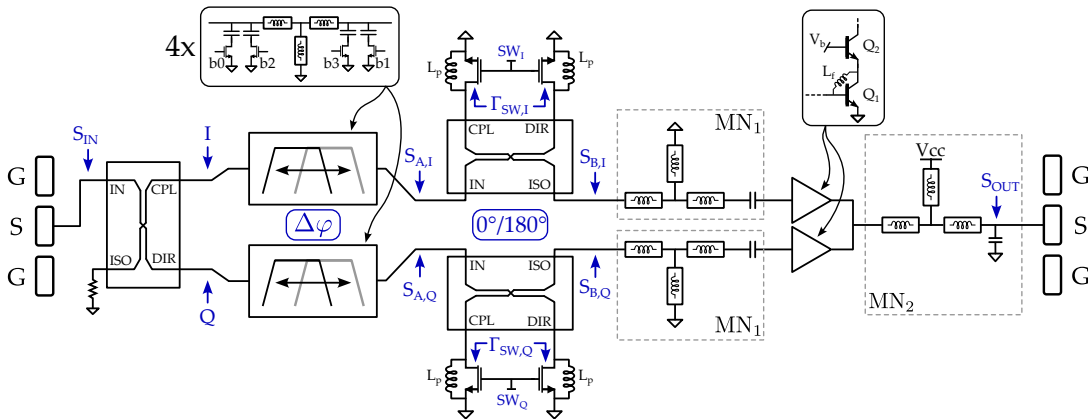 4x
b0 b2 b3 b1
SW_I
L_p L_p
Γ_SW,I
CPL DIR
IN ISO
V_b Q_2
L_f
Q_1
MN_1
S_IN I S_A,I S_B,I
Vcc
S_OUT
G G
IN CPL
S Δφ 0°/180° S
ISO DIR
G G
Q S_A,Q S_B,Q
IN ISO
CPL DIR
MN_1
MN_2
Γ_SW,Q
L_p L_p
SW_Q